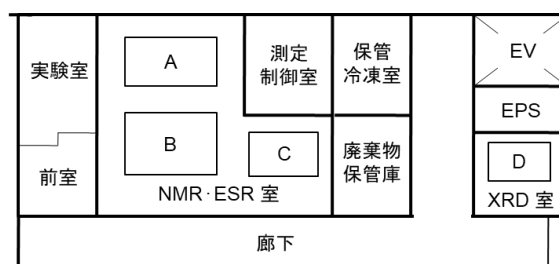 実験室
前室
A
B
C
NMR·ESR 室
測定
制御室
保管
冷凍室
廃棄物
保管庫
EV
EPS
D
XRD 室
廊下